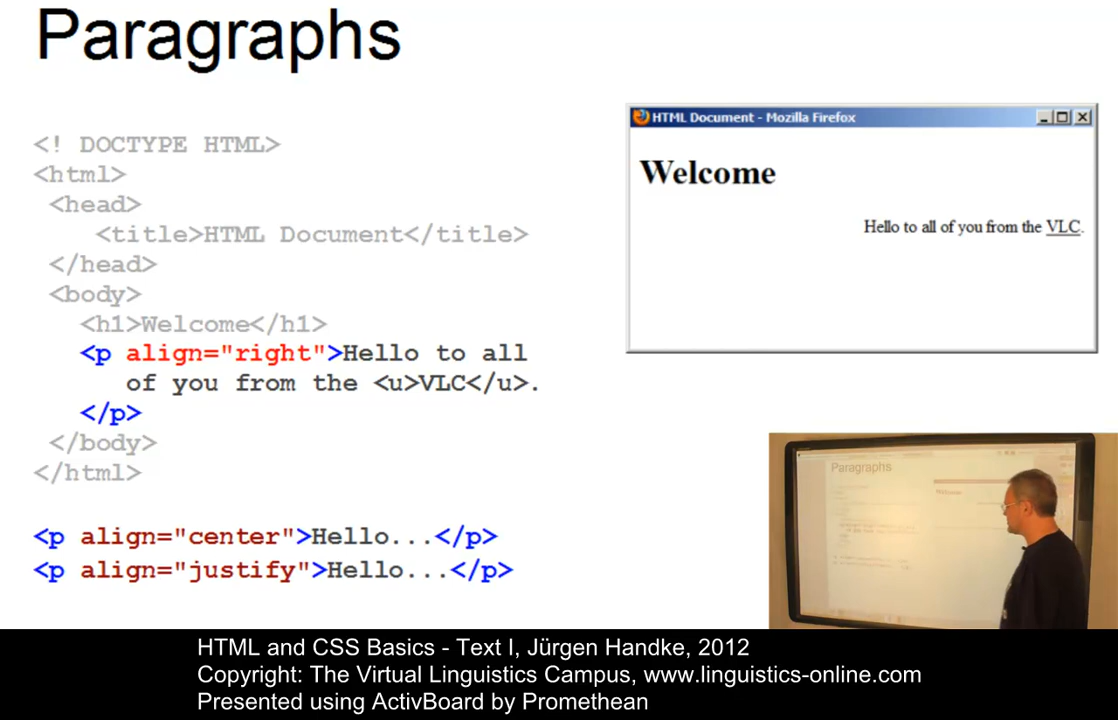 Paragraphs
<! DOCTYPE HTML>
<html>
<head>
<title>HTML Document</title>
</head>
<body>
<h1>Welcome</h1>
<p align="right">Hello to all
of you from the <u>VLC</u>.
</p>
</body>
</html>
<p align="center">Hello...</p>
<p align="justify">Hello...</p>
HTML Document - Mozilla Firefox
Welcome
Hello to all of you from the VLC.
Paragraphs
Welcome
HTML and CSS Basics - Text I, Jürgen Handke, 2012
Copyright: The Virtual Linguistics Campus, www.linguistics-online.com
Presented using ActivBoard by Promethean